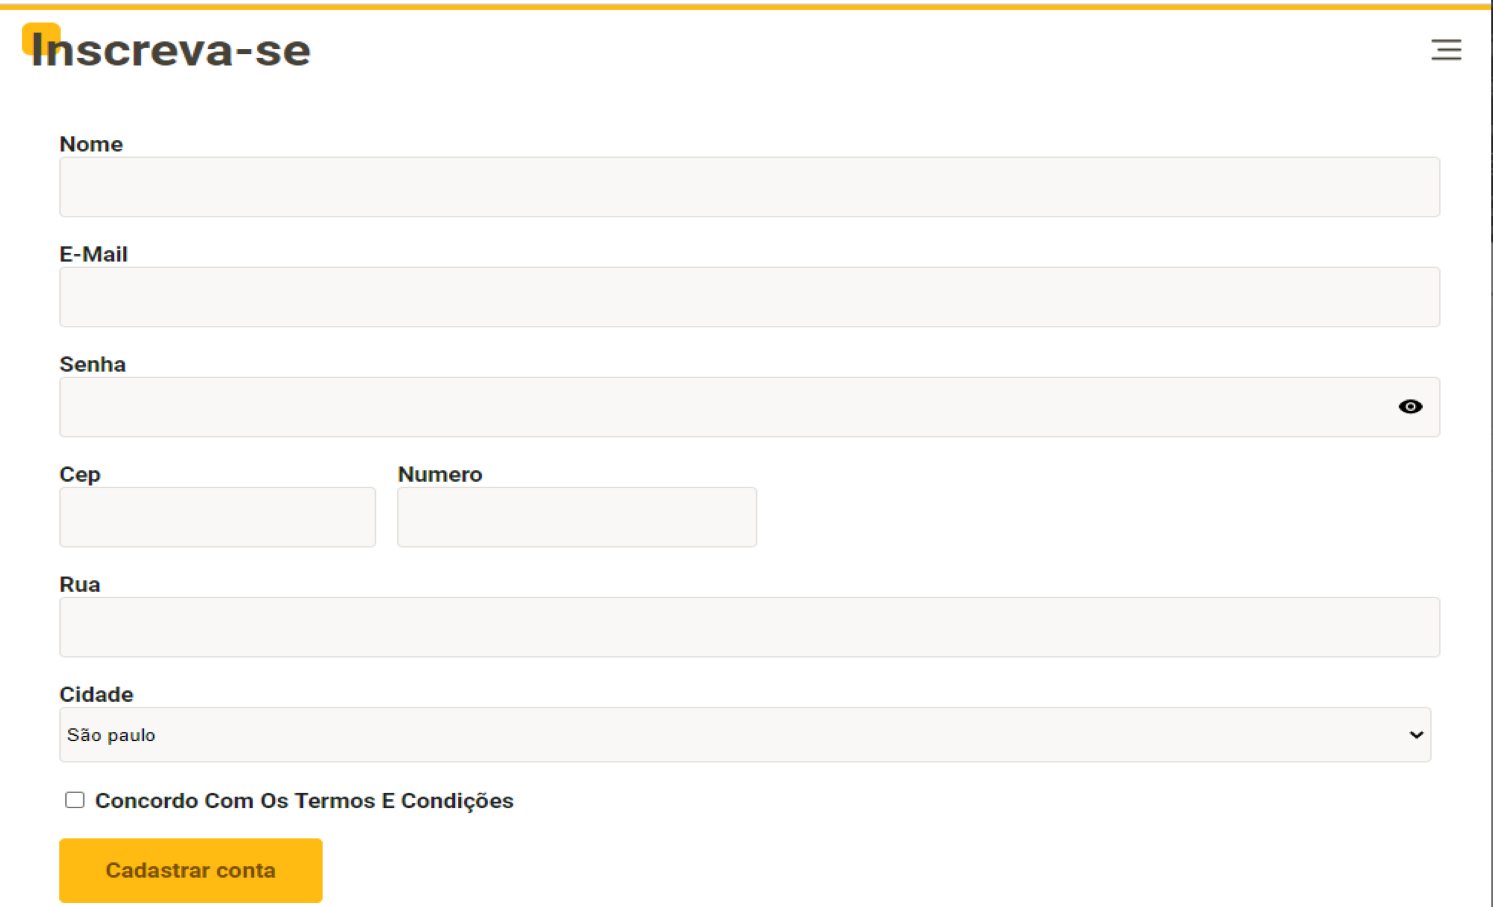 Inscreva-se
Nome
E-Mail
Senha
Cep Numero
Rua
Cidade
São paulo
Concordo Com Os Termos E Condições
Cadastrar conta